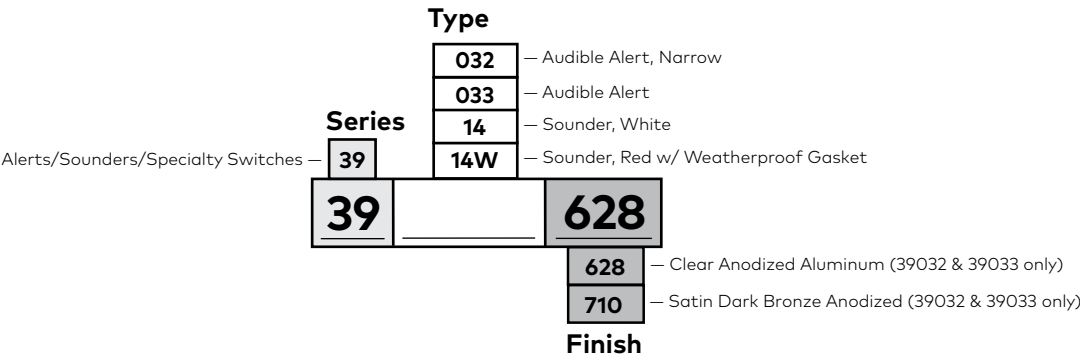 Type
032 — Audible Alert, Narrow
033 — Audible Alert
Series
14 — Sounder, White
Alerts/Sounders/Specialty Switches — 39
14W — Sounder, Red w/ Weatherproof Gasket
39 628
628 — Clear Anodized Aluminum (39032 & 39033 only)
710 — Satin Dark Bronze Anodized (39032 & 39033 only)
Finish